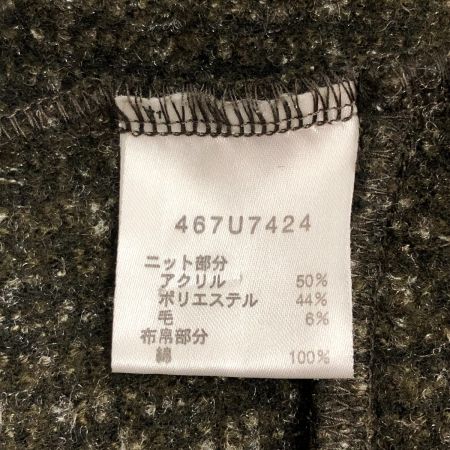 467U7424
ニット部分
アクリル 50%
ポリエステル 44%
毛 6%
布帛部分
綿 100%